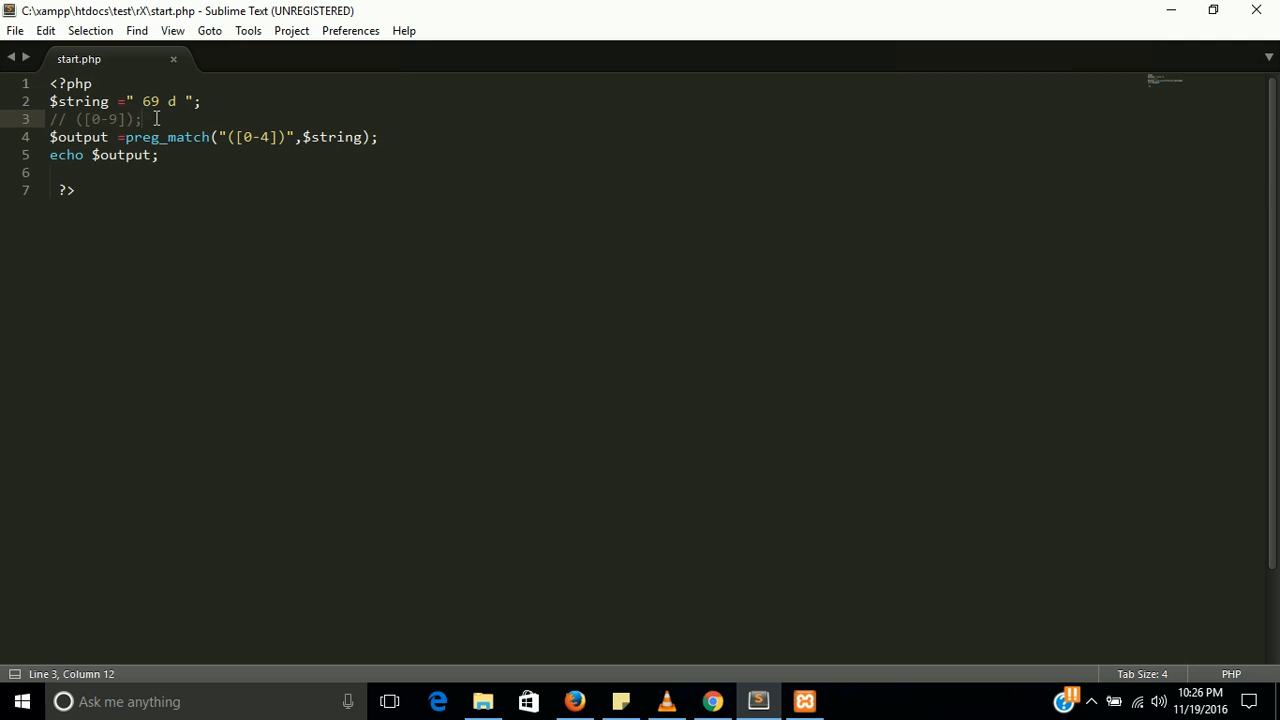 C:\xampp\htdocs\test\rX\start.php - Sublime Text (UNREGISTERED)
File Edit Selection Find View Goto Tools Project Preferences Help
start.php
1 <?php
2 $string =" 69 d ";
3 // ([0-9]);
4 $output =preg_match("([0-4])",$string);
5 echo $output;
6
7 ?>
Line 3, Column 12 Tab Size: 4 PHP
Ask me anything
10:26 PM
11/19/2016